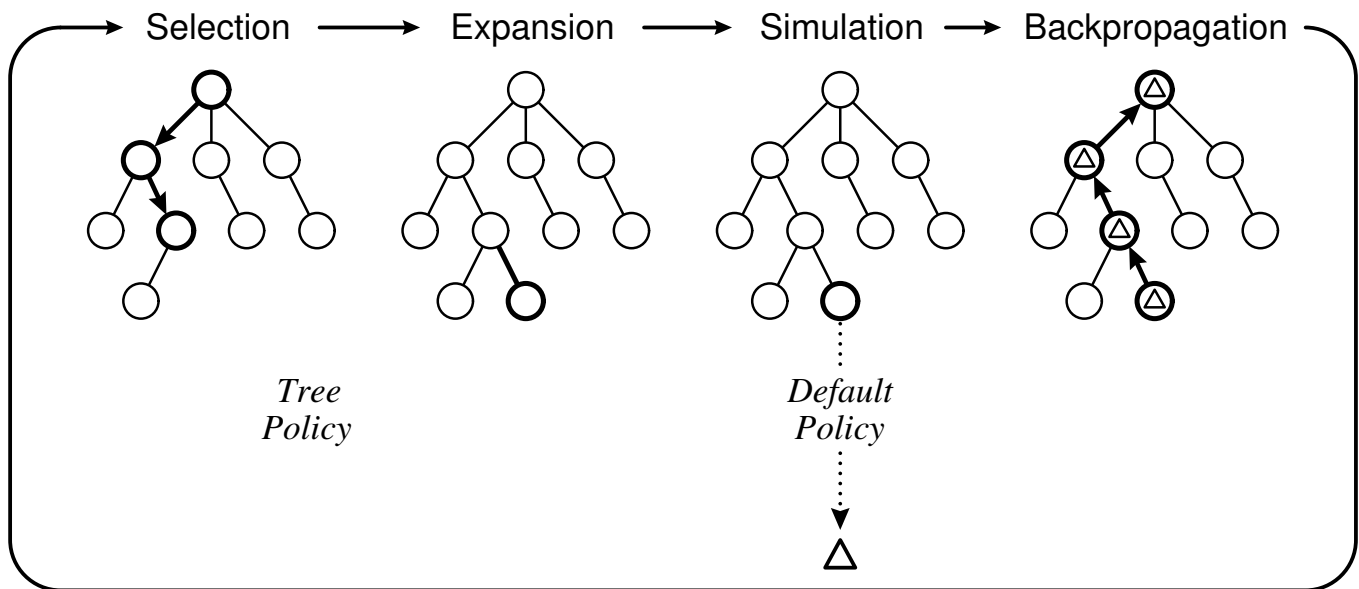 Selection
Expansion
Simulation
Backpropagation
Tree
Policy
Default
Policy